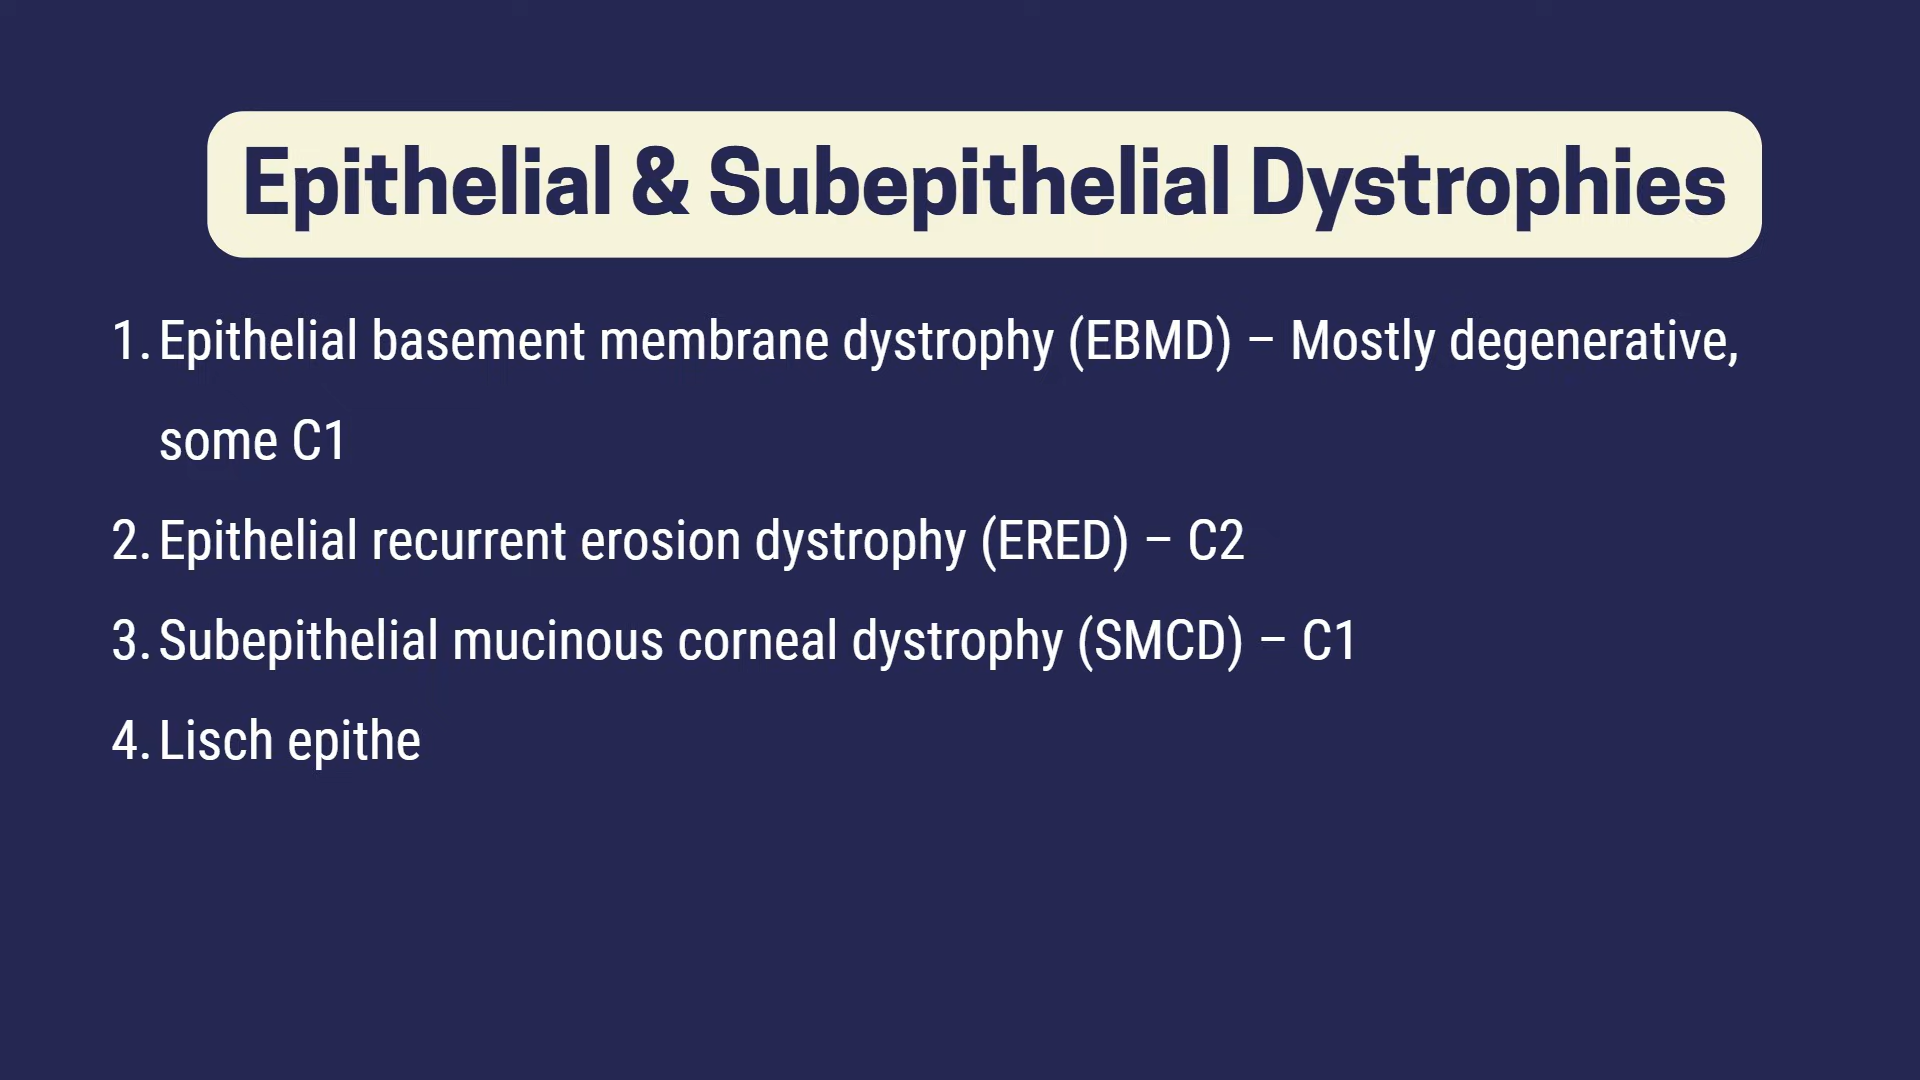 Epithelial & Subepithelial Dystrophies
1. Epithelial basement membrane dystrophy (EBMD) – Mostly degenerative,
some C1
2. Epithelial recurrent erosion dystrophy (ERED) – C2
3. Subepithelial mucinous corneal dystrophy (SMCD) – C1
4. Lisch epithe